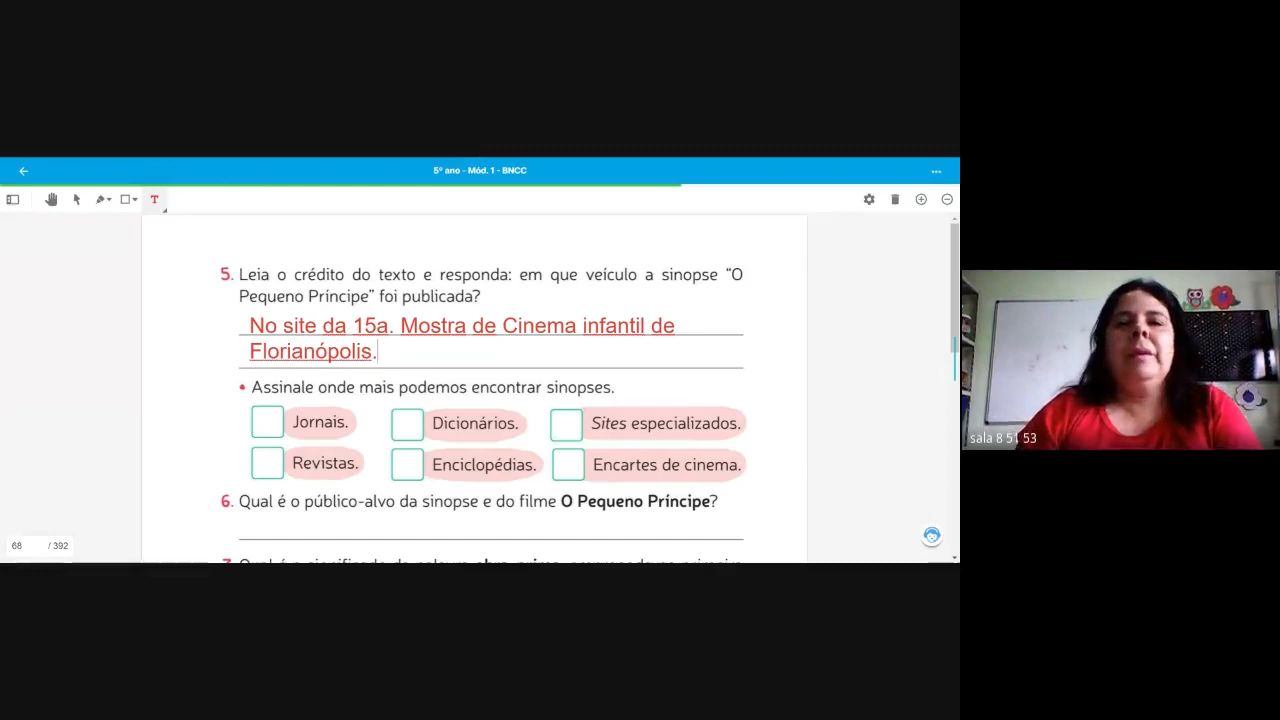 5º ano - Mód. 1 - BNCC
T
5. Leia o crédito do texto e responda: em que veículo a sinopse “O
Pequeno Príncipe” foi publicada?
No site da 15a. Mostra de Cinema infantil de
Florianópolis.
• Assinale onde mais podemos encontrar sinopses.
Jornais. Dicionários. Sites especializados.
Revistas. Enciclopédias. Encartes de cinema.
6. Qual é o público-alvo da sinopse e do filme O Pequeno Príncipe?
68 / 392
sala 8 51 53